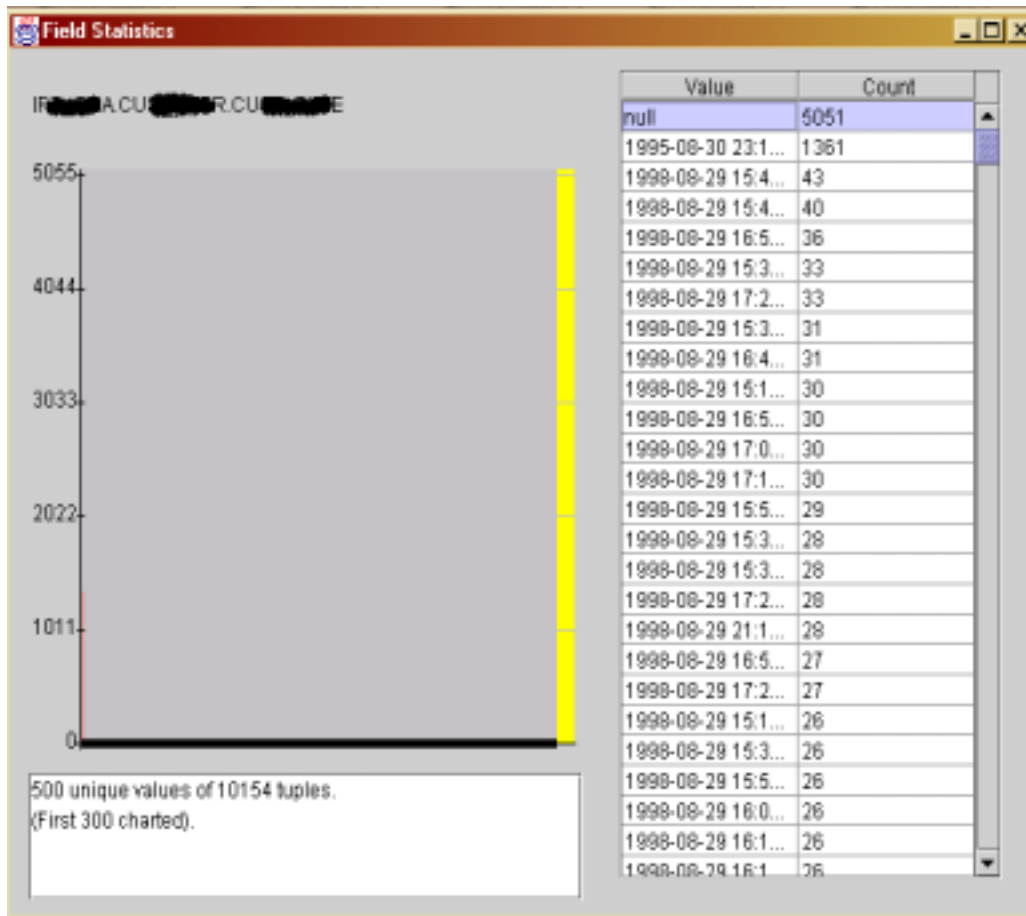 Field Statistics
Value Count
null 5051
1995-08-30 23:1... 1361
1998-08-29 15:4... 43
1998-08-29 15:4... 40
1998-08-29 16:5... 36
1998-08-29 15:3... 33
1998-08-29 17:2... 33
1998-08-29 15:3... 31
1998-08-29 16:4... 31
1998-08-29 15:1... 30
1998-08-29 16:5... 30
1998-08-29 17:0... 30
1998-08-29 17:1... 30
1998-08-29 15:5... 29
1998-08-29 15:3... 28
1998-08-29 15:3... 28
1998-08-29 17:2... 28
1998-08-29 21:1... 28
1998-08-29 16:5... 27
1998-08-29 17:2... 27
1998-08-29 15:1... 26
1998-08-29 15:3... 26
1998-08-29 15:5... 26
1998-08-29 16:0... 26
1998-08-29 16:1... 26
1998-08-29 16:1 26
5055
4044
3033
2022
1011
0
500 unique values of 10154 tuples.
(First 300 charted).